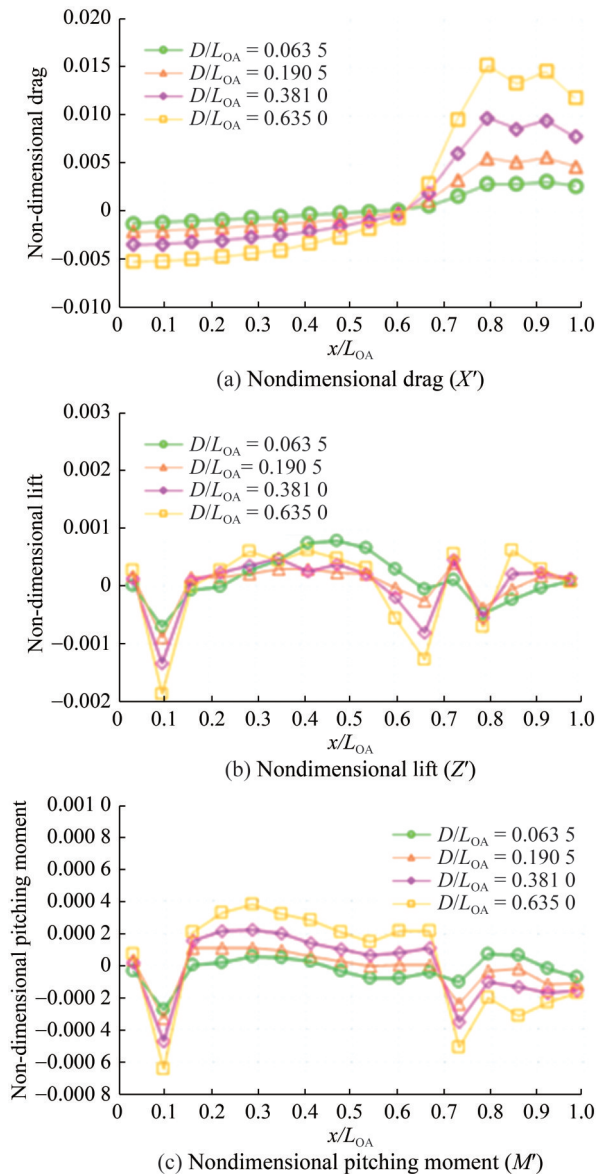 0.020
0.015
0.010
0.005
0
−0.005
−0.010
Non-dimensional drag
D/LOA = 0.063 5
D/LOA = 0.190 5
D/LOA = 0.381 0
D/LOA = 0.635 0
0 0.1 0.2 0.3 0.4 0.5 0.6 0.7 0.8 0.9 1.0
x/LOA
(a) Nondimensional drag (X′)
0.003
0.002
0.001
0
−0.001
−0.002
Non-dimensional lift
D/LOA = 0.063 5
D/LOA= 0.190 5
D/LOA = 0.381 0
D/LOA = 0.635 0
0 0.1 0.2 0.3 0.4 0.5 0.6 0.7 0.8 0.9 1.0
x/LOA
(b) Nondimensional lift (Z′)
0.001 0
0.000 8
0.000 6
0.000 4
0.000 2
0
−0.000 2
−0.000 4
−0.000 6
−0.000 8
Non-dimensional pitching moment
D/LOA = 0.063 5
D/LOA = 0.190 5
D/LOA = 0.381 0
D/LOA = 0.635 0
0 0.1 0.2 0.3 0.4 0.5 0.6 0.7 0.8 0.9 1.0
x/LOA
(c) Nondimensional pitching moment (M′)